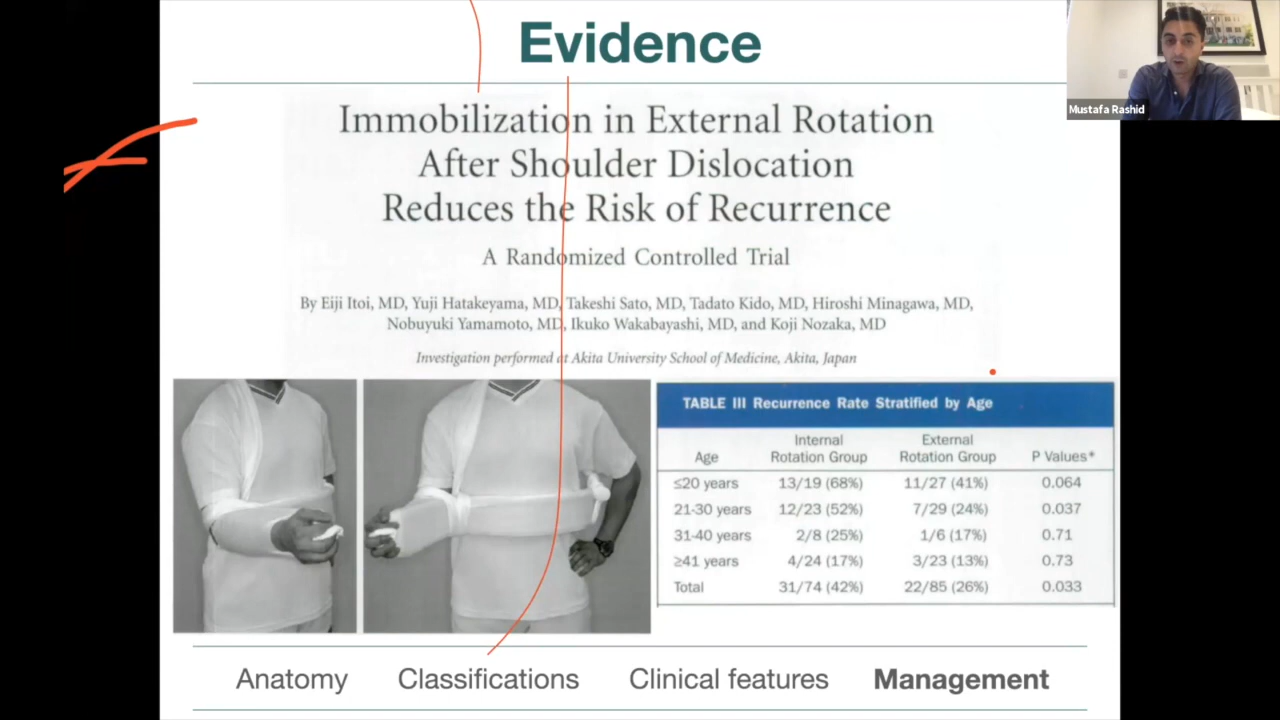 Evidence
Mustafa Rashid
Immobilization in External Rotation
After Shoulder Dislocation
Reduces the Risk of Recurrence
A Randomized Controlled Trial
By Eiji Itoi, MD, Yuji Hatakeyama, MD, Takeshi Sato, MD, Tadato Kido, MD, Hiroshi Minagawa, MD,
Nobuyuki Yamamoto, MD, Ikuko Wakabayashi, MD, and Koji Nozaka, MD
Investigation performed at Akita University School of Medicine, Akita, Japan
TABLE III Recurrence Rate Stratified by Age
Internal External
Age Rotation Group Rotation Group P Values*
≤20 years 13/19 (68%) 11/27 (41%) 0.064
21-30 years 12/23 (52%) 7/29 (24%) 0.037
31-40 years 2/8 (25%) 1/6 (17%) 0.71
≥41 years 4/24 (17%) 3/23 (13%) 0.73
Total 31/74 (42%) 22/85 (26%) 0.033
Anatomy Classifications Clinical features Management